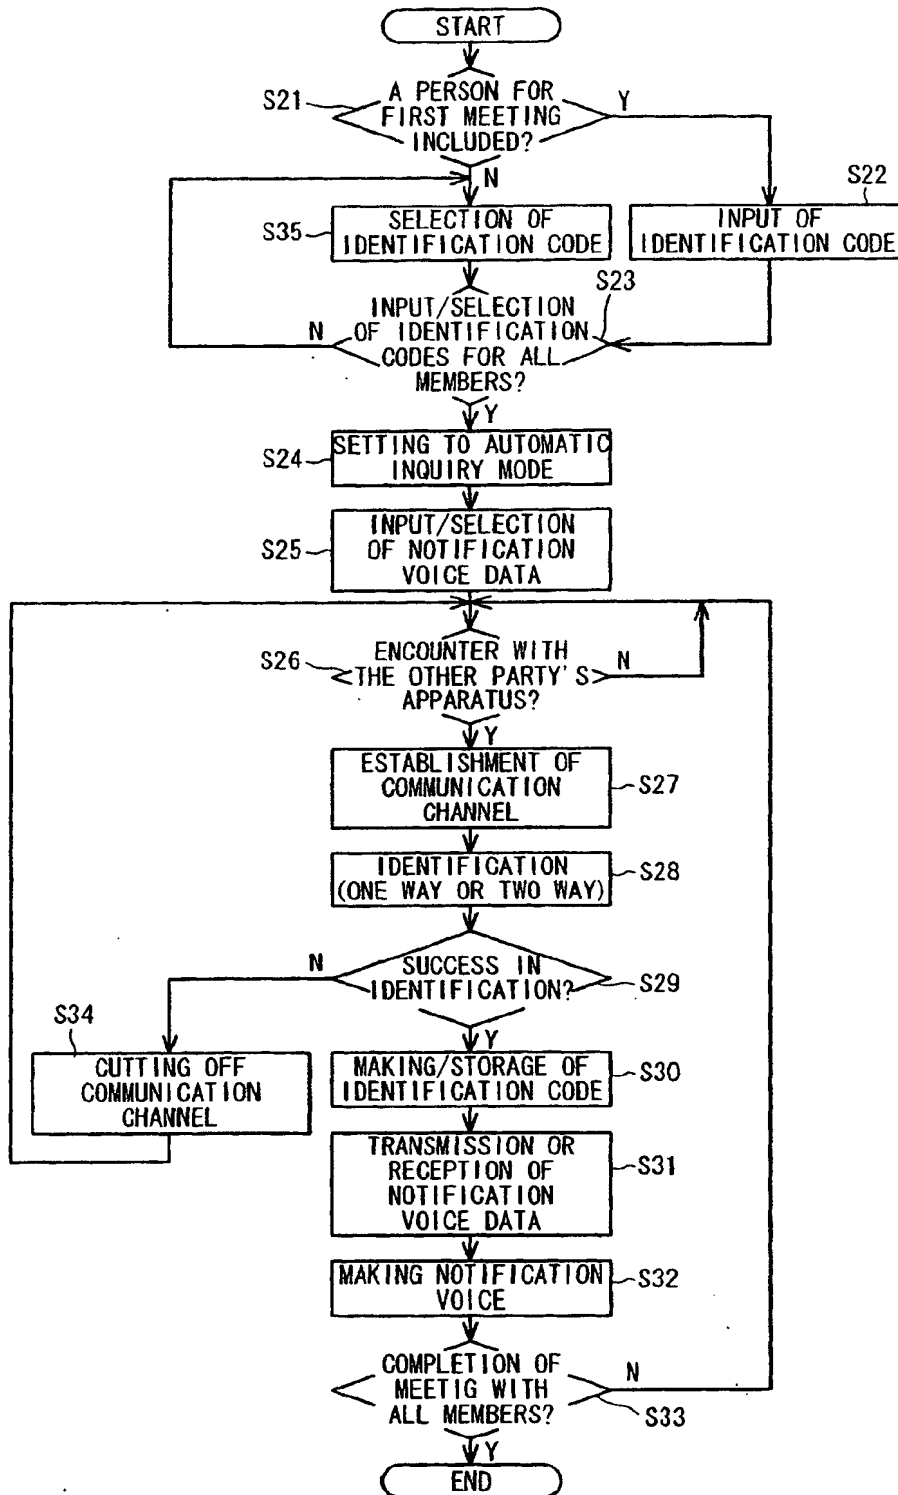 START
S21
A PERSON FOR
FIRST MEETING
INCLUDED?
Y
N
S22
S35
SELECTION OF
IDENTIFICATION CODE
INPUT OF
IDENTIFICATION CODE
S23
N
INPUT/SELECTION
OF IDENTIFICATION
CODES FOR ALL
MEMBERS?
Y
S24
SETTING TO AUTOMATIC
INQUIRY MODE
S25
INPUT/SELECTION
OF NOTIFICATION
VOICE DATA
S26
ENCOUNTER WITH
THE OTHER PARTY'S
APPARATUS?
N
Y
ESTABLISHMENT OF
COMMUNICATION
CHANNEL
S27
IDENTIFICATION
(ONE WAY OR TWO WAY)
S28
N
SUCCESS IN
IDENTIFICATION?
S29
Y
S34
CUTTING OFF
COMMUNICATION
CHANNEL
MAKING/STORAGE OF
IDENTIFICATION CODE
S30
TRANSMISSION OR
RECEPTION OF
NOTIFICATION
VOICE DATA
S31
MAKING NOTIFICATION
VOICE
S32
COMPLETION OF
MEETIG WITH
ALL MEMBERS?
N
S33
Y
END